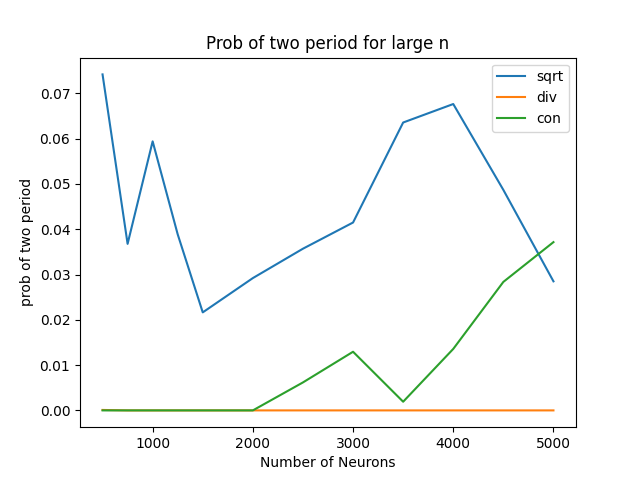 Prob of two period for large n
sqrt
div
con
prob of two period
0.07
0.06
0.05
0.04
0.03
0.02
0.01
0.00
1000 2000 3000 4000 5000
Number of Neurons